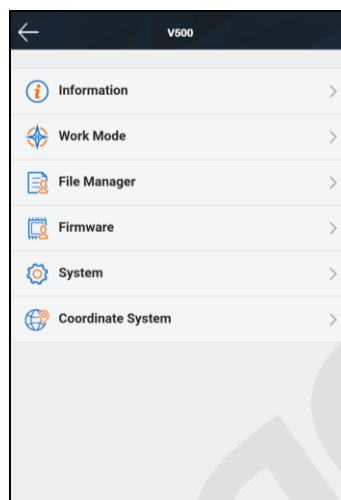 V500
Information
Work Mode
File Manager
Firmware
System
Coordinate System